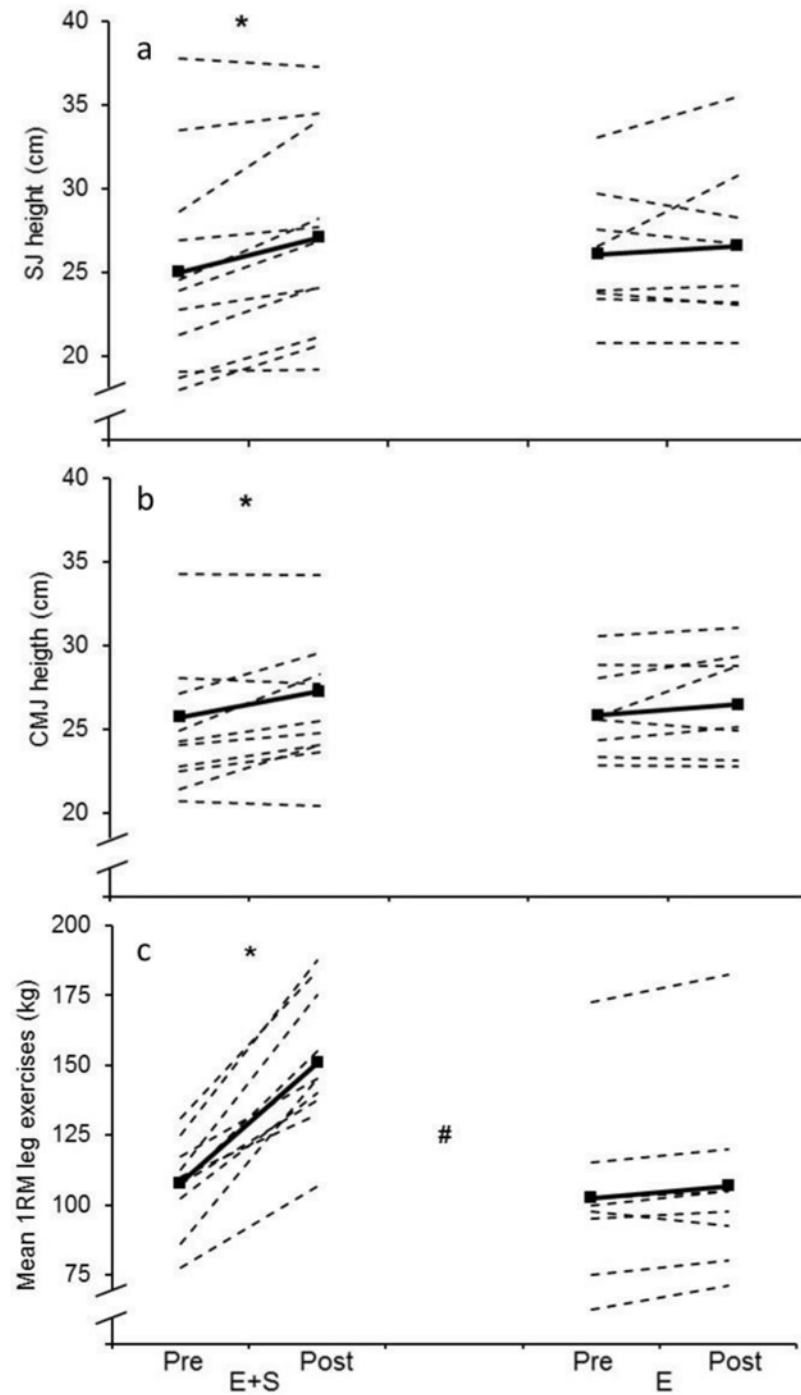 a
*
SJ height (cm)
40
35
30
25
20
b
*
CMJ heigth (cm)
40
35
30
25
20
c
*
#
Mean 1RM leg exercises (kg)
200
175
150
125
100
75
Pre Post Pre Post
E+S E